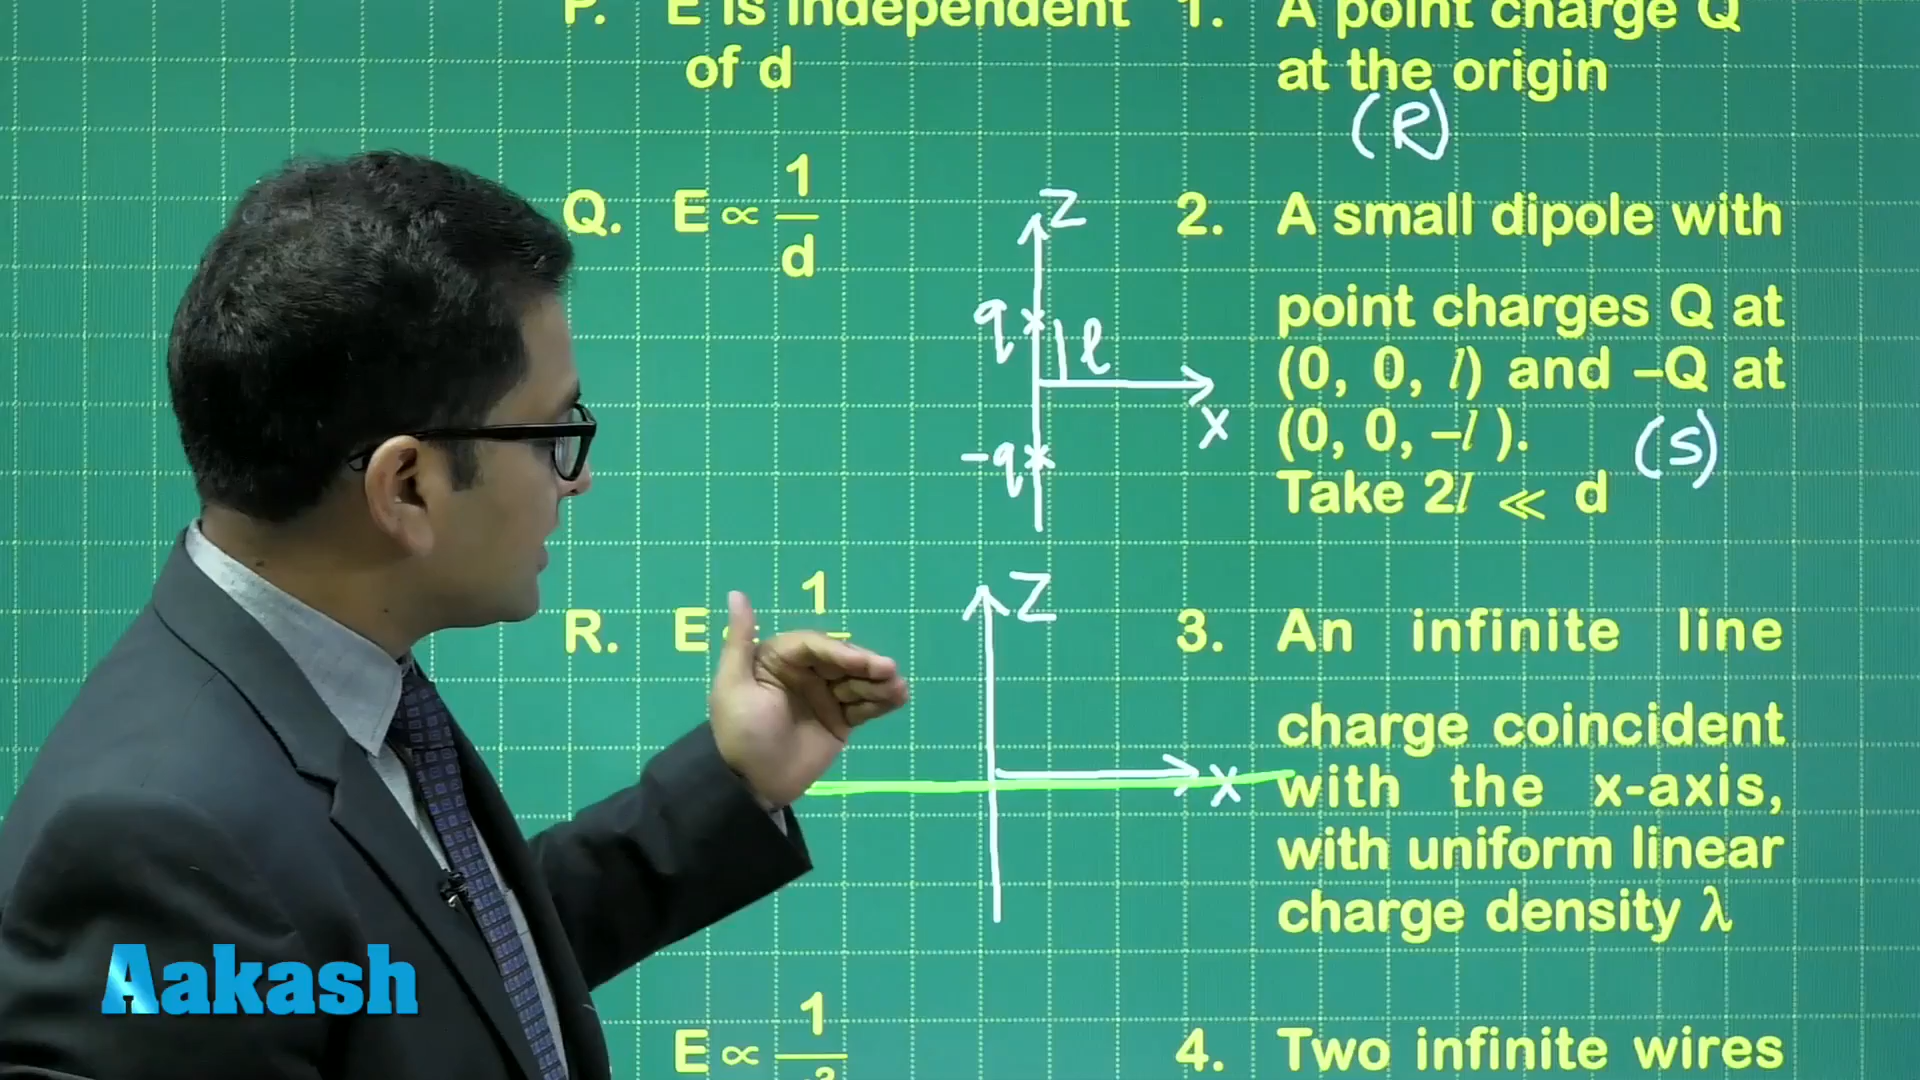 P. E is independent 1. A point charge Q
of d at the origin
(R)
Q. E ∝ 1/d Z 2. A small dipole with
q l point charges Q at
(0, 0, l) and –Q at
x (0, 0, –l ).
-q (S)
Take 2l ≪ d
R. E 1 Z 3. An infinite line
charge coincident
x with the x-axis,
with uniform linear
charge density λ
Aakash
E ∝ 1 4. Two infinite wires